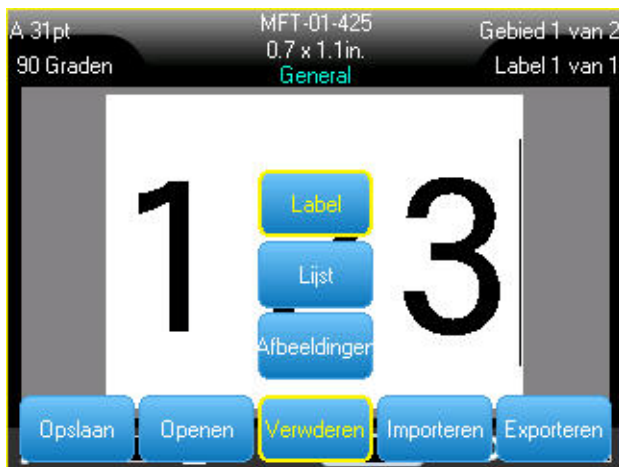 A 31pt MFT-01-425 Gebied 1 van 2
90 Graden 0.7 x 1.1in. Label 1 van 1
General
1 3
Label
Lijst
Afbeeldingen
Opslaan Openen Verwderen Importeren Exporteren